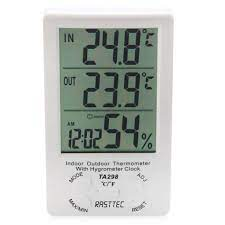 IN 24.8 °C
OUT 23.9 °C
AM 12:02 54%
Indoor Outdoor Thermometer
With Hygrometer Clock
TA298
°C/°F
MODE ADJ
MAX/MIN RESET
RASTTEC